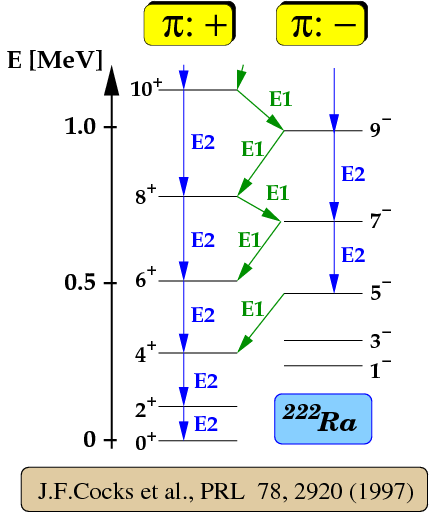 π: + π: −
E [MeV]
10⁺
E1
1.0
9⁻
E2
E1
E2
8⁺
E1
7⁻
E2
E1
E2
0.5
6⁺
5⁻
E2
E1
3⁻
4⁺
1⁻
E2
2⁺
²²²Ra
E2
0
0⁺
J.F.Cocks et al., PRL 78, 2920 (1997)